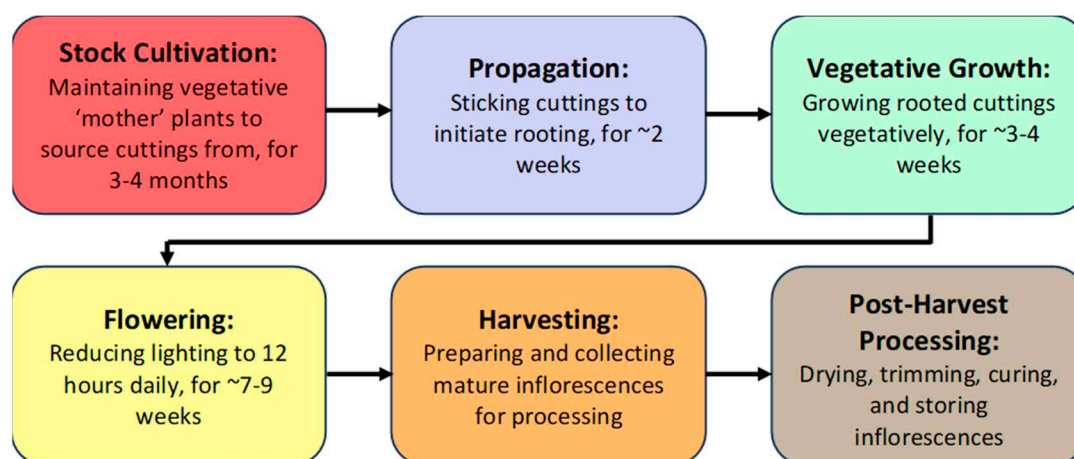 Stock Cultivation:
Maintaining vegetative
‘mother’ plants to
source cuttings from, for
3-4 months
Propagation:
Sticking cuttings to
initiate rooting, for ~2
weeks
Vegetative Growth:
Growing rooted cuttings
vegetatively, for ~3-4
weeks
Flowering:
Reducing lighting to 12
hours daily, for ~7-9
weeks
Harvesting:
Preparing and collecting
mature inflorescences
for processing
Post-Harvest
Processing:
Drying, trimming, curing,
and storing
inflorescences